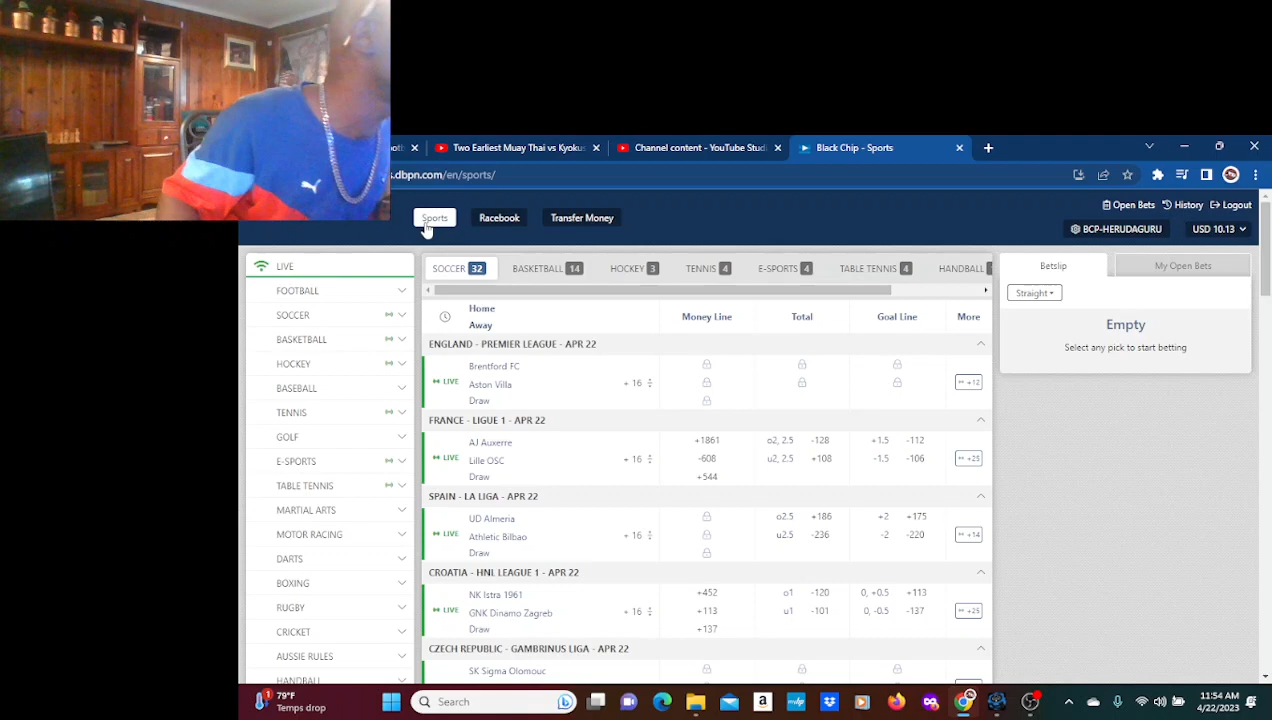 Two Earliest Muay Thai vs Kyokus
Channel content - YouTube Studi
Black Chip - Sports
s.dbpn.com/en/sports/
Sports
Racebook
Transfer Money
Open Bets
History
Logout
BCP-HERUDAGURU
USD 10.13
LIVE
FOOTBALL
SOCCER
BASKETBALL
HOCKEY
BASEBALL
TENNIS
GOLF
E-SPORTS
TABLE TENNIS
MARTIAL ARTS
MOTOR RACING
DARTS
BOXING
RUGBY
CRICKET
AUSSIE RULES
HANDBALL
SOCCER 32
BASKETBALL 14
HOCKEY 3
TENNIS 4
E-SPORTS 4
TABLE TENNIS 4
HANDBALL
Home
Away
Money Line
Total
Goal Line
More
ENGLAND - PREMIER LEAGUE - APR 22
Brentford FC
LIVE Aston Villa + 16 +12
Draw
FRANCE - LIGUE 1 - APR 22
AJ Auxerre +1861 o2, 2.5 -128 +1.5 -112
LIVE Lille OSC + 16 -608 u2, 2.5 +108 -1.5 -106 +25
Draw +544
SPAIN - LA LIGA - APR 22
UD Almeria o2.5 +186 +2 +175
LIVE Athletic Bilbao + 16 u2.5 -236 -2 -220 +14
Draw
CROATIA - HNL LEAGUE 1 - APR 22
NK Istra 1961 +452 o1 -120 0, +0.5 +113
LIVE GNK Dinamo Zagreb + 16 +113 u1 -101 0, -0.5 -137 +25
Draw +137
CZECH REPUBLIC - GAMBRINUS LIGA - APR 22
SK Sigma Olomouc
Betslip
My Open Bets
Straight
Empty
Select any pick to start betting
1
79°F
Temps drop
Search
11:54 AM
4/22/2023